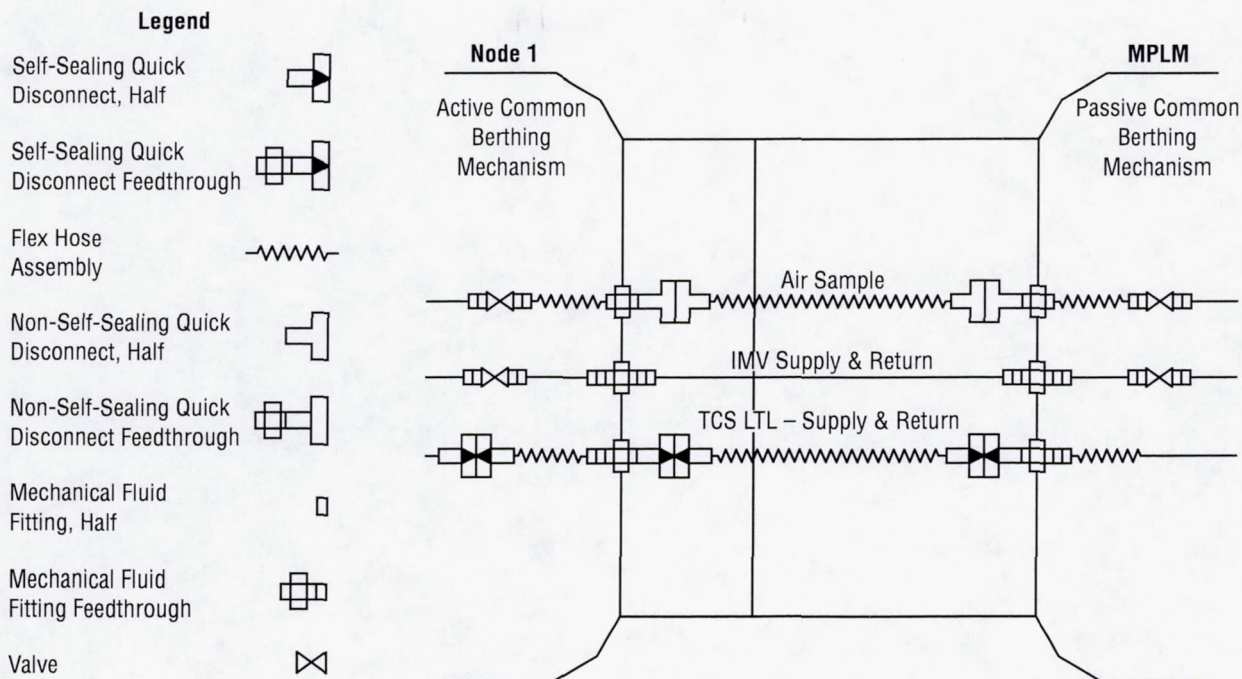 Legend
Self-Sealing Quick
Disconnect, Half
Self-Sealing Quick
Disconnect Feedthrough
Flex Hose
Assembly
Non-Self-Sealing Quick
Disconnect, Half
Non-Self-Sealing Quick
Disconnect Feedthrough
Mechanical Fluid
Fitting, Half
Mechanical Fluid
Fitting Feedthrough
Valve
Node 1
Active Common
Berthing
Mechanism
MPLM
Passive Common
Berthing
Mechanism
Air Sample
IMV Supply & Return
TCS LTL – Supply & Return